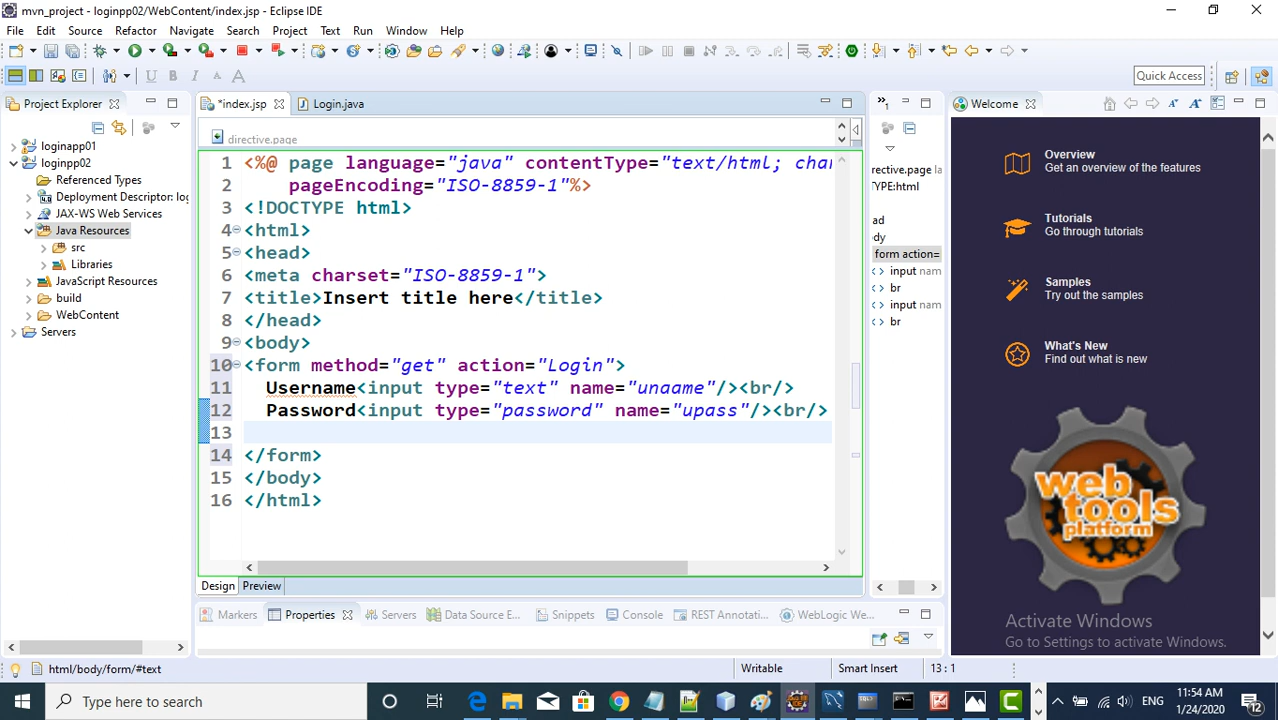 mvn_project - loginpp02/WebContent/index.jsp - Eclipse IDE
File Edit Source Refactor Navigate Search Project Run Window Help
Quick Access
Project Explorer
loginapp01
loginpp02
Referenced Types
Deployment Descriptor: log
JAX-WS Web Services
Java Resources
src
Libraries
JavaScript Resources
build
WebContent
Servers
*index.jsp
Login.java
directive.page
1 <%@ page language="java" contentType="text/html; char
2 pageEncoding="ISO-8859-1"%>
3 <!DOCTYPE html>
4 <html>
5 <head>
6 <meta charset="ISO-8859-1">
7 <title>Insert title here</title>
8 </head>
9 <body>
10 <form method="get" action="Login">
11 Username<input type="text" name="unaame"/><br/>
12 Password<input type="password" name="upass"/><br/>
13
14 </form>
15 </body>
16 </html>
Design Preview
»1
irective.page la
TYPE:html
ad
dy
form action=
input nam
br
input nam
br
Welcome
Overview
Get an overview of the features
Tutorials
Go through tutorials
Samples
Try out the samples
What's New
Find out what is new
web
tools
platform
Activate Windows
Go to Settings to activate Windows.
Markers Properties Servers Data Source E... Snippets Console REST Annotati... WebLogic We...
html/body/form/#text
Writable
Smart Insert
13 : 1
Type here to search
ENG
11:54 AM
1/24/2020
12